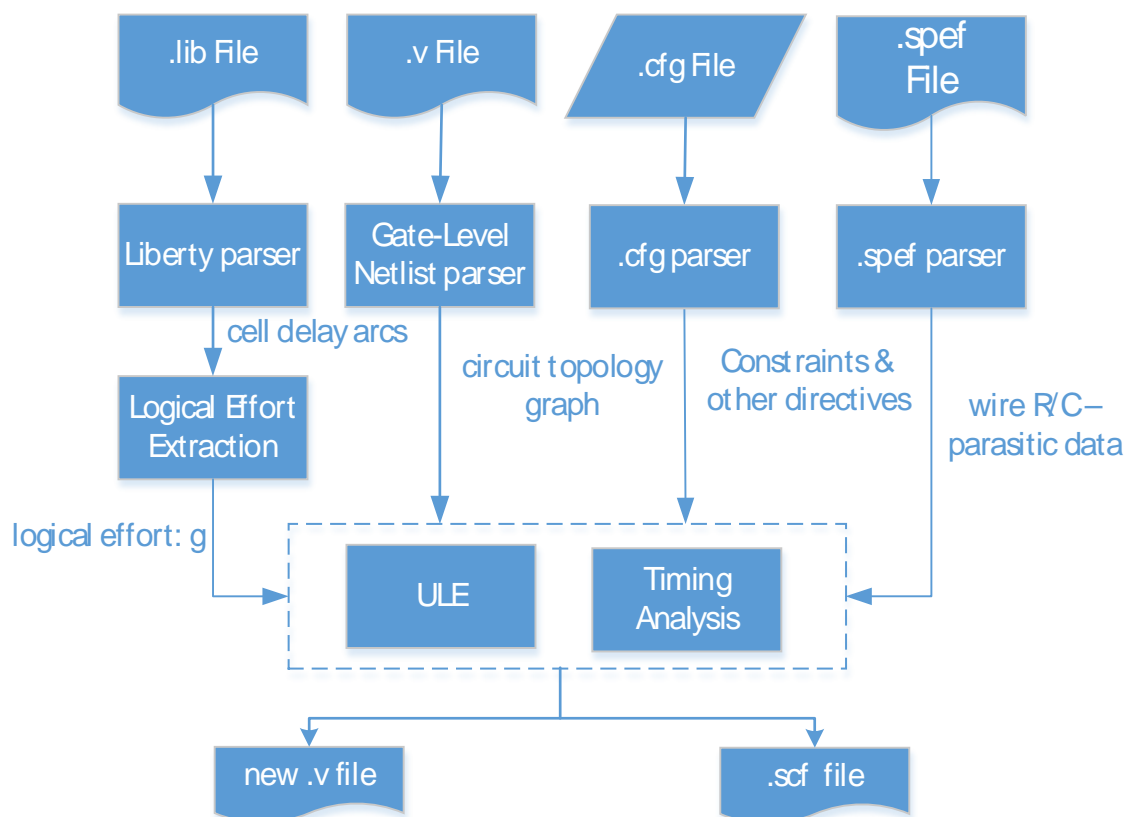 .lib File
.v File
.cfg File
.spef
File
Liberty parser
Gate-Level
Netlist parser
.cfg parser
.spef parser
cell delay arcs
circuit topology
graph
Constraints &
other directives
wire R/C–
parasitic data
Logical Effort
Extraction
logical effort: g
ULE
Timing
Analysis
new .v file
.scf file